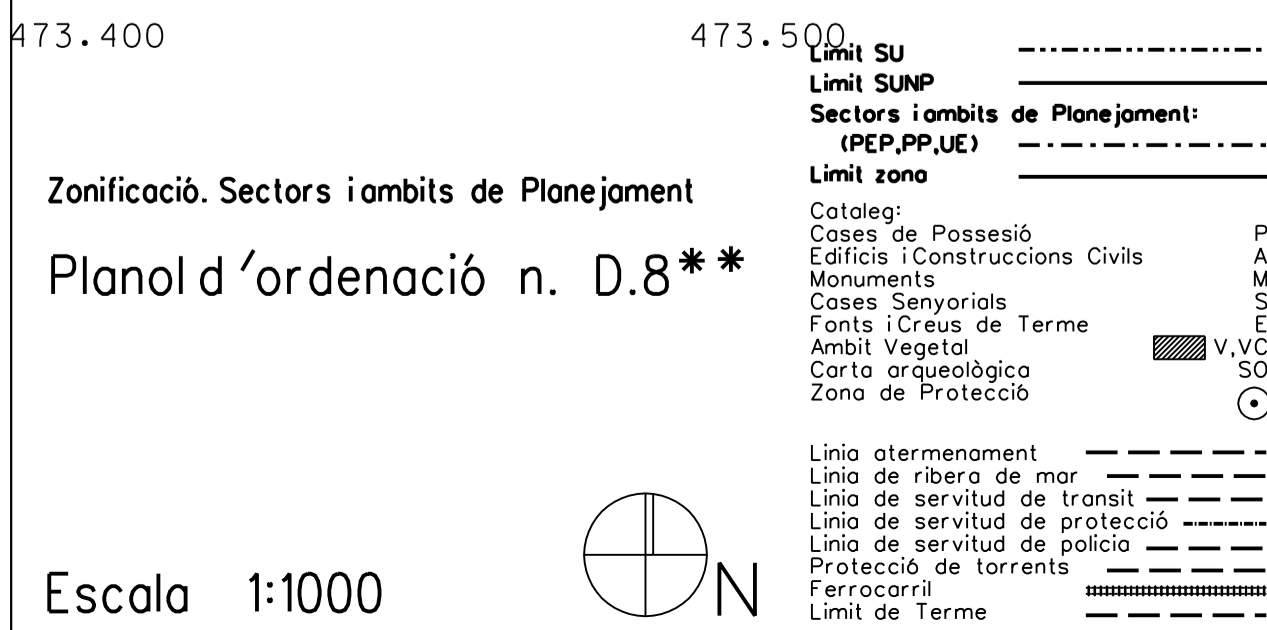 473.400 473.500
Zonificació. Sectors i ambits de Planejament
Planol d'ordenació n. D.8**
Escala 1:1000
N
Limit SU
Limit SUNP
Sectors i ambits de Planejament:
(PEP,PP,UE)
Limit zona
Cataleg:
Cases de Possesió P
Edificis i Construccions Civils A
Monuments M
Cases Senyorials S
Fonts i Creus de Terme E
Ambit Vegetal V,VC
Carta arqueològica SO
Zona de Protecció
Linia atermenament
Linia de ribera de mar
Linia de servitud de transit
Linia de servitud de protecció
Linia de servitud de policia
Protecció de torrents
Ferrocarril
Limit de Terme